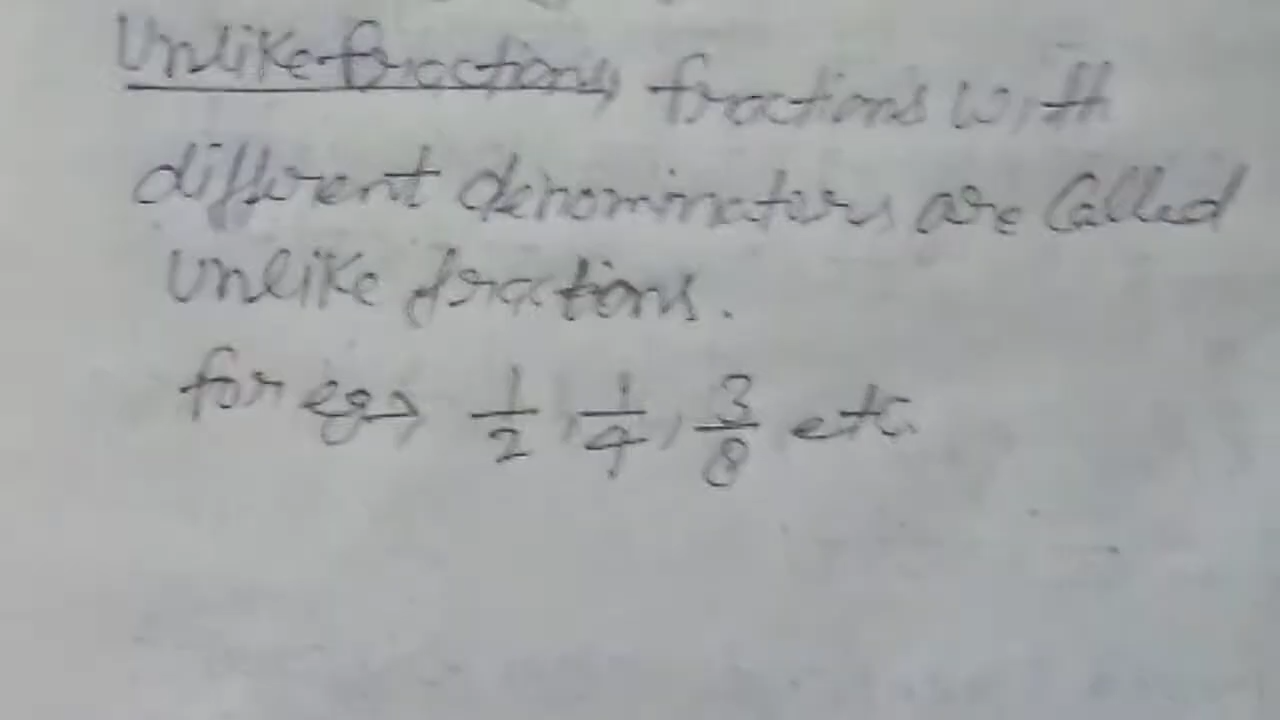 Unlike fractions, fractions with
different denominators are Called
Unlike fractions.
for eg→ 1/2, 1/4, 3/8 etc.